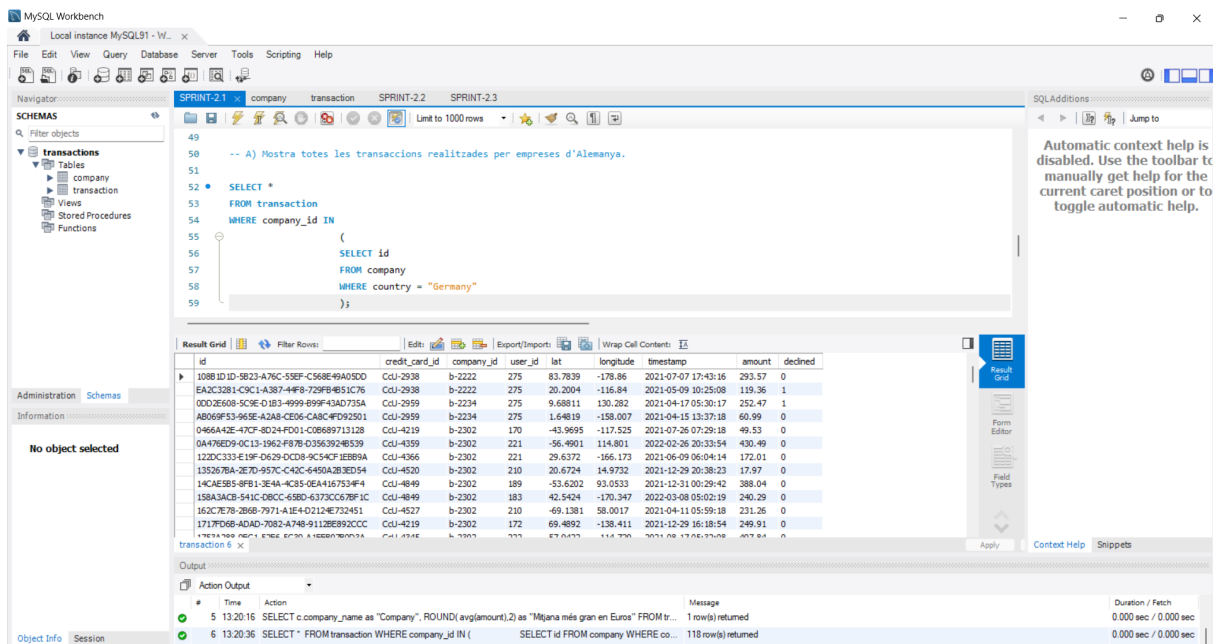 MySQL Workbench
Local instance MySQL91 - W... ×
File Edit View Query Database Server Tools Scripting Help
Navigator
SCHEMAS
Filter objects
transactions
Tables
company
transaction
Views
Stored Procedures
Functions
Administration Schemas
Information
No object selected
Object Info Session
SPRINT-2.1 × company transaction SPRINT-2.2 SPRINT-2.3
Limit to 1000 rows
49
50 -- A) Mostra totes les transaccions realitzades per empreses d'Alemanya.
51
52 SELECT *
53 FROM transaction
54 WHERE company_id IN
55 (
56 SELECT id
57 FROM company
58 WHERE country = "Germany"
59 );
Result Grid Filter Rows: Edit: Export/Import: Wrap Cell Content:
id credit_card_id company_id user_id lat longitude timestamp amount declined
108B1D1D-5B23-A76C-55EF-C568E49A05DD CcU-2938 b-2222 275 83.7839 -178.86 2021-07-07 17:43:16 293.57 0
EA2C3281-C9C1-A387-44F8-729FB4B51C76 CcU-2938 b-2222 275 20.2004 -116.84 2021-05-09 10:25:08 119.36 1
0DD2E608-5C9E-D1B3-4999-B99F43AD735A CcU-2959 b-2234 275 9.68811 130.282 2021-04-17 05:30:17 252.47 1
AB069F53-965E-A2A8-CE06-CA8C4FD92501 CcU-2959 b-2234 275 1.64819 -158.007 2021-04-15 13:37:18 60.99 0
0466A42E-47CF-8D24-FD01-C0B689713128 CcU-4219 b-2302 170 -43.9695 -117.525 2021-07-26 07:29:18 49.53 0
0A476ED9-0C13-1962-F87B-D3563924B539 CcU-4359 b-2302 221 -56.4901 114.801 2022-02-26 20:33:54 430.49 0
122DC333-E19F-D629-DCD8-9C54CF1EBB9A CcU-4366 b-2302 221 29.6372 -166.173 2021-06-09 06:04:14 172.01 0
135267BA-2E7D-957C-C42C-6450A2B3ED54 CcU-4520 b-2302 210 20.6724 14.9732 2021-12-29 20:38:23 17.97 0
14CAE5B5-8FB1-3E4A-4C85-0EA4167534F4 CcU-4849 b-2302 189 -53.6202 93.0533 2021-12-31 00:29:42 388.04 0
158A3ACB-541C-DBCC-65BD-6373CC67BF1C CcU-4849 b-2302 183 42.5424 -170.347 2022-03-08 05:02:19 240.29 0
162C7E78-2B6B-7971-A1E4-D2124E732451 CcU-4527 b-2302 210 -69.1381 58.0017 2021-04-11 05:59:18 231.26 0
1717FD6B-ADAD-7082-A748-9112BE892CCC CcU-4219 b-2302 172 69.4892 -138.411 2021-12-29 16:18:54 249.91 0
Result Grid
Form Editor
Field Types
transaction 6 × Apply
SQLAdditions
Jump to
Automatic context help is
disabled. Use the toolbar to
manually get help for the
current caret position or to
toggle automatic help.
Context Help Snippets
Output
Action Output
# Time Action Message Duration / Fetch
5 13:20:16 SELECT c.company_name as "Company", ROUND( avg(amount),2) as "Mitjana més gran en Euros" FROM tr... 1 row(s) returned 0.000 sec / 0.000 sec
6 13:20:36 SELECT * FROM transaction WHERE company_id IN ( SELECT id FROM company WHERE co... 118 row(s) returned 0.000 sec / 0.000 sec